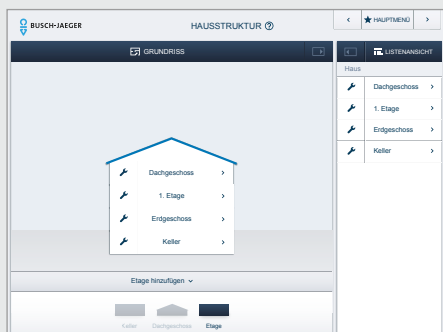 BUSCH-JAEGER
HAUSSTRUKTUR ?
HAUPTMENÜ
GRUNDRISS
LISTENANSICHT
Haus
Dachgeschoss
1. Etage
Erdgeschoss
Keller
Dachgeschoss
1. Etage
Erdgeschoss
Keller
Etage hinzufügen
Keller
Dachgeschoss
Etage